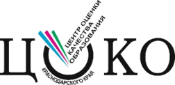 ЦЕНТР ОЦЕНКИ
КАЧЕСТВА
ОБРАЗОВАНИЯ
ЦОКО
КРАСНОДАРСКОГО КРАЯ